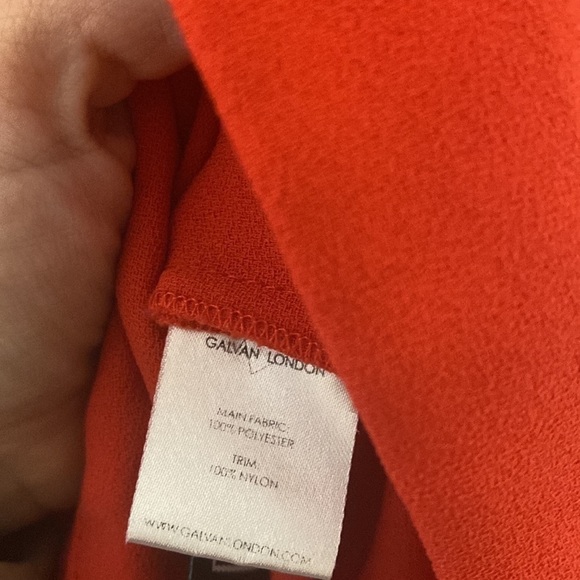 GALVAN LONDON
MAIN FABRIC:
100% POLYESTER
TRIM:
100% NYLON
WWW.GALVANLONDON.COM